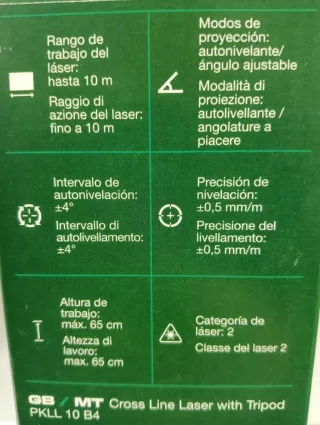 Rango de
trabajo del
láser:
hasta 10 m
Raggio di
azione del laser:
fino a 10 m
Modos de
proyección:
autonivelante/
ángulo ajustable
Modalità di
proiezione:
autolivellante /
angolature a
piacere
Intervalo de
autonivelación:
±4°
Intervallo di
autolivellamento:
±4°
Precisión de
nivelación:
±0,5 mm/m
Precisione del
livellamento:
±0,5 mm/m
Altura de
trabajo:
máx. 65 cm
Altezza di
lavoro:
max. 65 cm
Categoría de
láser: 2
Classe del laser 2
GB / MT Cross Line Laser with Tripod
PKLL 10 B4